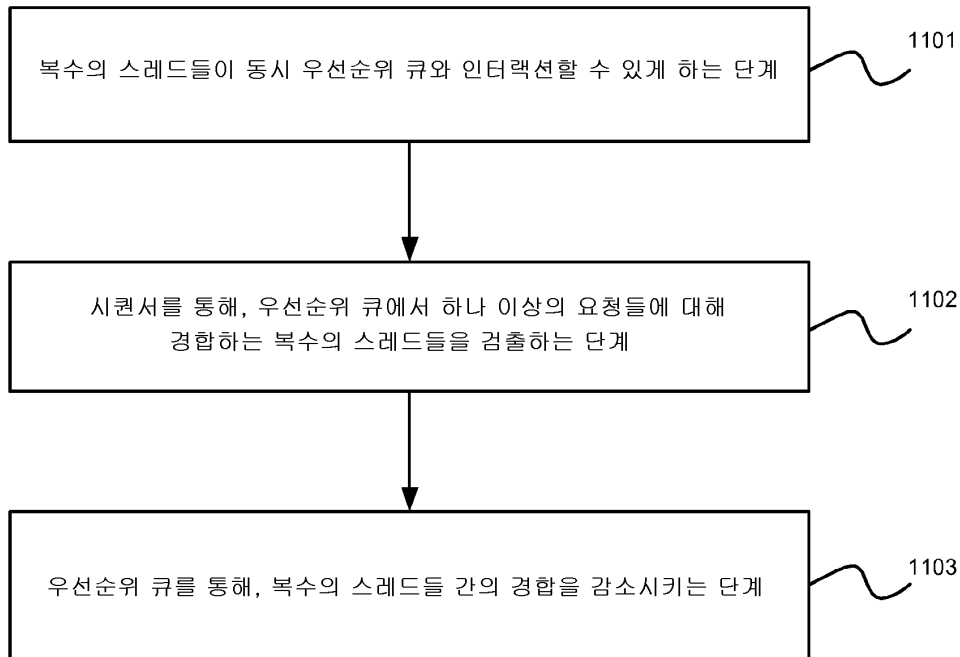 복수의 스레드들이 동시 우선순위 큐와 인터랙션할 수 있게 하는 단계
1101
시퀀서를 통해, 우선순위 큐에서 하나 이상의 요청들에 대해
경합하는 복수의 스레드들을 검출하는 단계
1102
우선순위 큐를 통해, 복수의 스레드들 간의 경합을 감소시키는 단계
1103